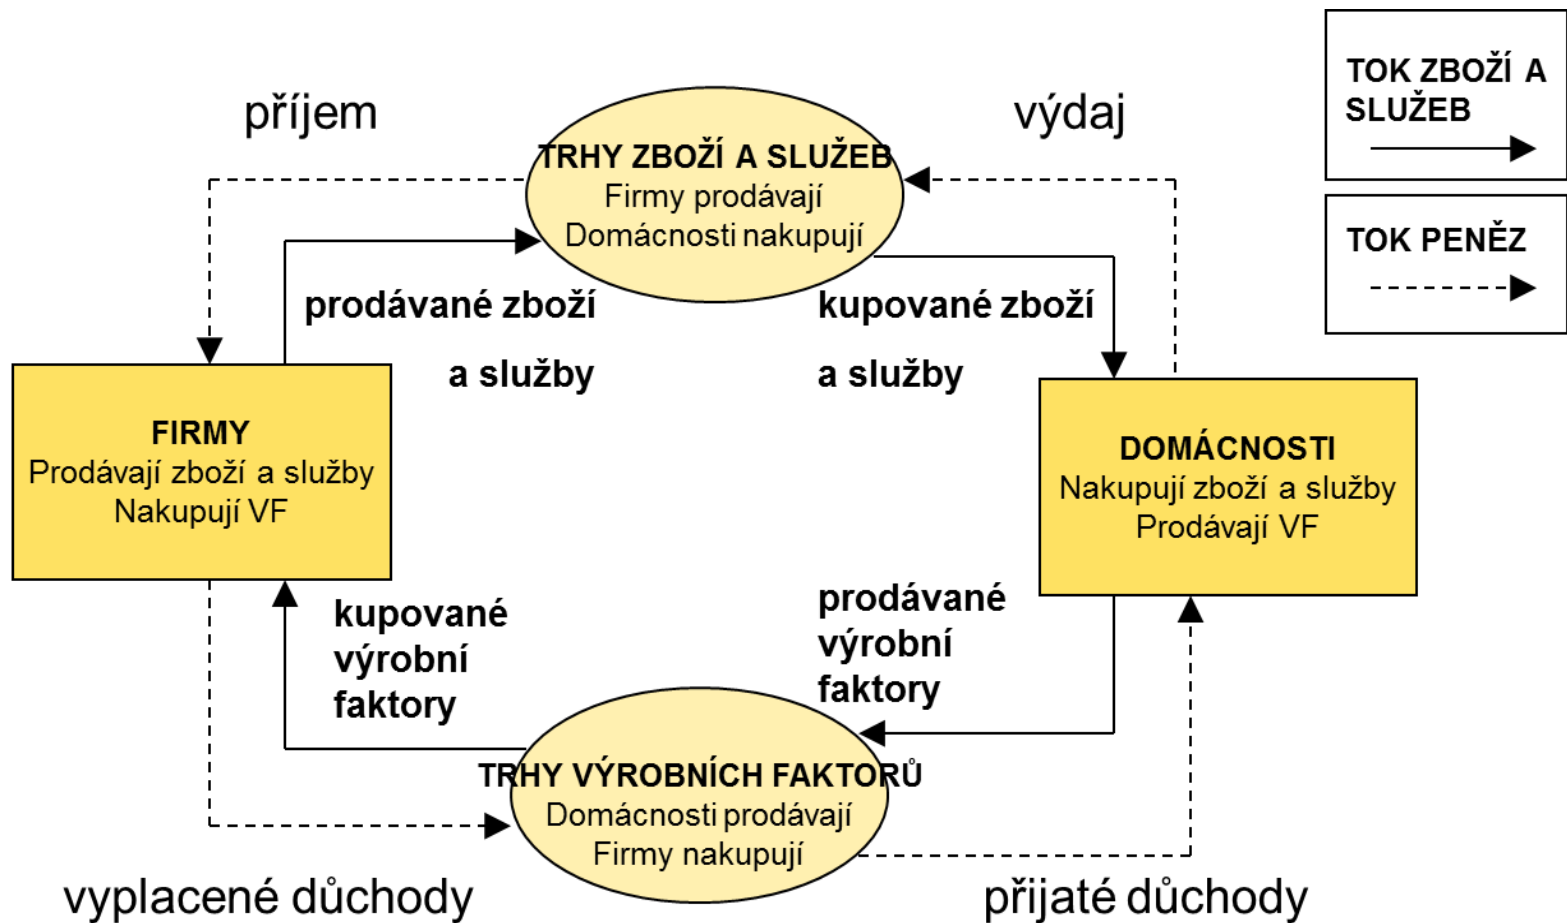 příjem
výdaj
TOK ZBOŽÍ A
SLUŽEB
TRHY ZBOŽÍ A SLUŽEB
Firmy prodávají
Domácnosti nakupují
TOK PENĚZ
prodávané zboží
a služby
kupované zboží
a služby
FIRMY
Prodávají zboží a služby
Nakupují VF
DOMÁCNOSTI
Nakupují zboží a služby
Prodávají VF
kupované
výrobní
faktory
prodávané
výrobní
faktory
TRHY VÝROBNÍCH FAKTORŮ
Domácnosti prodávají
Firmy nakupují
vyplacené důchody
přijaté důchody